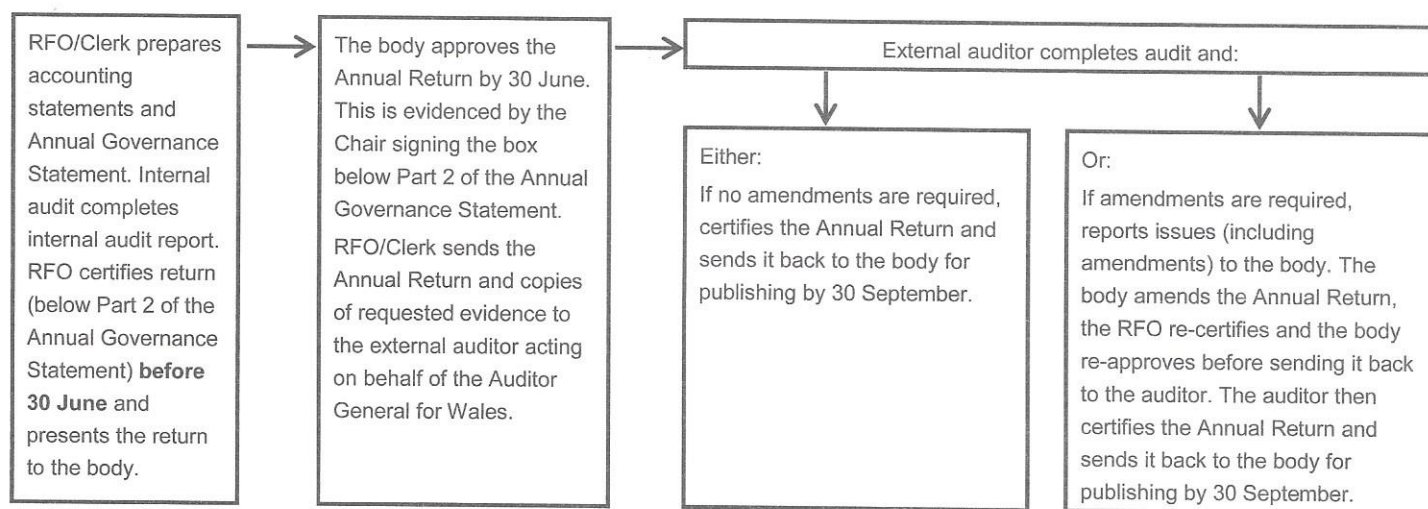 RFO/Clerk prepares
accounting
statements and
Annual Governance
Statement. Internal
audit completes
internal audit report.
RFO certifies return
(below Part 2 of the
Annual Governance
Statement) before
30 June and
presents the return
to the body.
The body approves the
Annual Return by 30 June.
This is evidenced by the
Chair signing the box
below Part 2 of the Annual
Governance Statement.
RFO/Clerk sends the
Annual Return and copies
of requested evidence to
the external auditor acting
on behalf of the Auditor
General for Wales.
External auditor completes audit and:
Either:
If no amendments are required,
certifies the Annual Return and
sends it back to the body for
publishing by 30 September.
Or:
If amendments are required,
reports issues (including
amendments) to the body. The
body amends the Annual Return,
the RFO re-certifies and the body
re-approves before sending it back
to the auditor. The auditor then
certifies the Annual Return and
sends it back to the body for
publishing by 30 September.